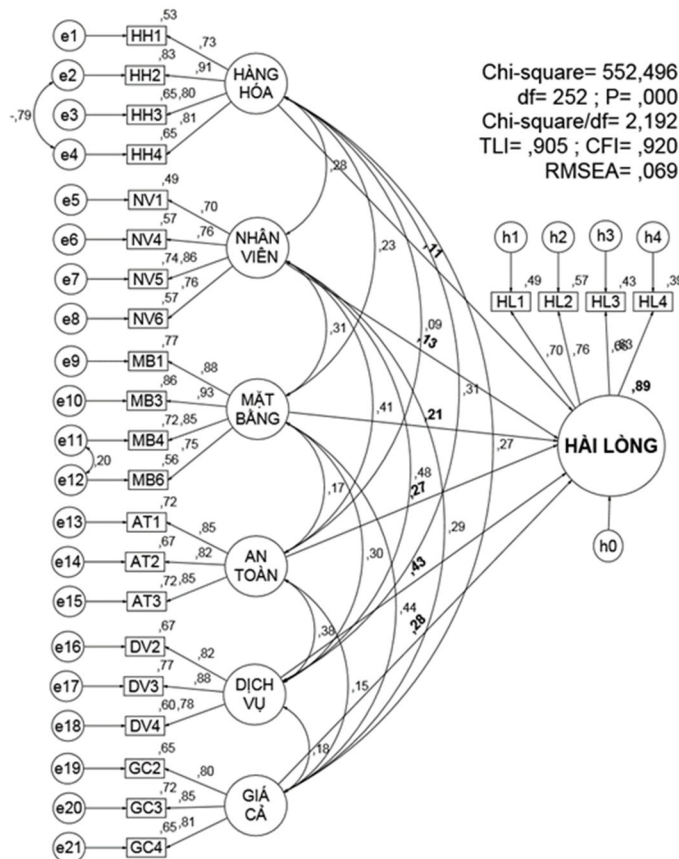 Chi-square= 552,496
df= 252 ; P= ,000
Chi-square/df= 2,192
TLI= ,905 ; CFI= ,920
RMSEA= ,069
,53
e1 HH1 ,73
,83
e2 HH2 ,91
,65 ,80
e3 HH3 ,81
,65
e4 HH4
-,79
HÀNG
HÓA
,49
e5 NV1 ,70
,57
e6 NV4 ,76
,74 ,86
e7 NV5 ,76
,57
e8 NV6
NHÂN
VIÊN
,77
e9 MB1 ,88
,86
e10 MB3 ,93
,72 ,85
e11 MB4 ,75
,20 ,56
e12 MB6
MẶT
BẰNG
,72
e13 AT1 ,85
,67
e14 AT2 ,82
,72 ,85
e15 AT3
AN
TOÀN
,67
e16 DV2 ,82
,77
e17 DV3 ,88
,60 ,78
e18 DV4
DỊCH
VỤ
,65
e19 GC2 ,80
,72
e20 GC3 ,85
,65 ,81
e21 GC4
GIÁ
CẢ
,28
,23
,11
,31
,09
,13
,31
,41
,21
,27
,17
,48
,27
,29
,30
,43
,44
,38
,28
,15
,18
h1 h2 h3 h4
,49 ,57 ,43 ,39
HL1 HL2 HL3 HL4
,70 ,76
,89
HÀI LÒNG
h0